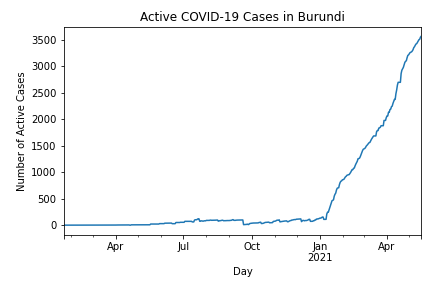 Active COVID-19 Cases in Burundi
Number of Active Cases
3500
3000
2500
2000
1500
1000
500
0
Apr Jul Oct Jan Apr
2021
Day